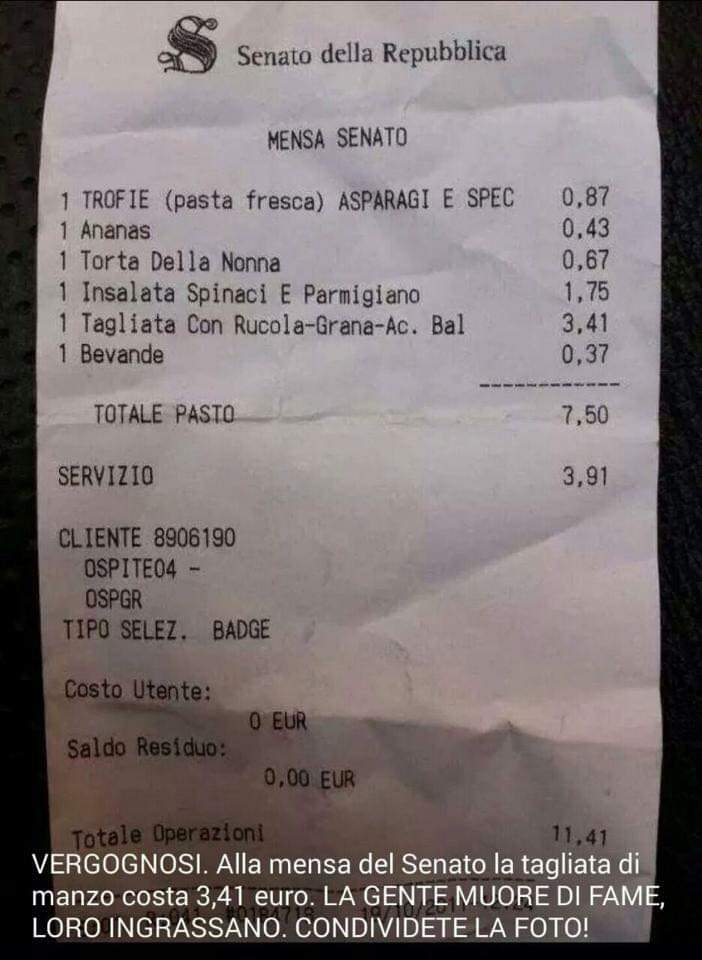 Senato della Repubblica
MENSA SENATO
1 TROFIE (pasta fresca) ASPARAGI E SPEC 0,87
1 Ananas 0,43
1 Torta Della Nonna 0,67
1 Insalata Spinaci E Parmigiano 1,75
1 Tagliata Con Rucola-Grana-Ac. Bal 3,41
1 Bevande 0,37
TOTALE PASTO 7,50
SERVIZIO 3,91
CLIENTE 8906190
OSPITE04 -
OSPGR
TIPO SELEZ. BADGE
Costo Utente:
0 EUR
Saldo Residuo:
0,00 EUR
Totale Operazioni 11,41
VERGOGNOSI. Alla mensa del Senato la tagliata di
manzo costa 3,41 euro. LA GENTE MUORE DI FAME,
LORO INGRASSANO. CONDIVIDETE LA FOTO!